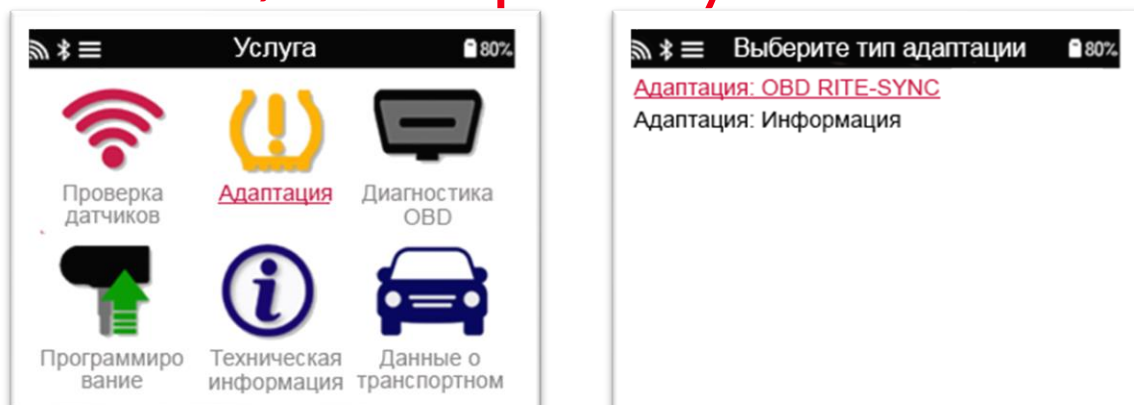 Услуга
80%
Проверка
датчиков
Адаптация
Диагностика
OBD
Программиро
вание
Техническая
информация
Данные о
транспортном
Выберите тип адаптации
80%
Адаптация: OBD RITE-SYNC
Адаптация: Информация